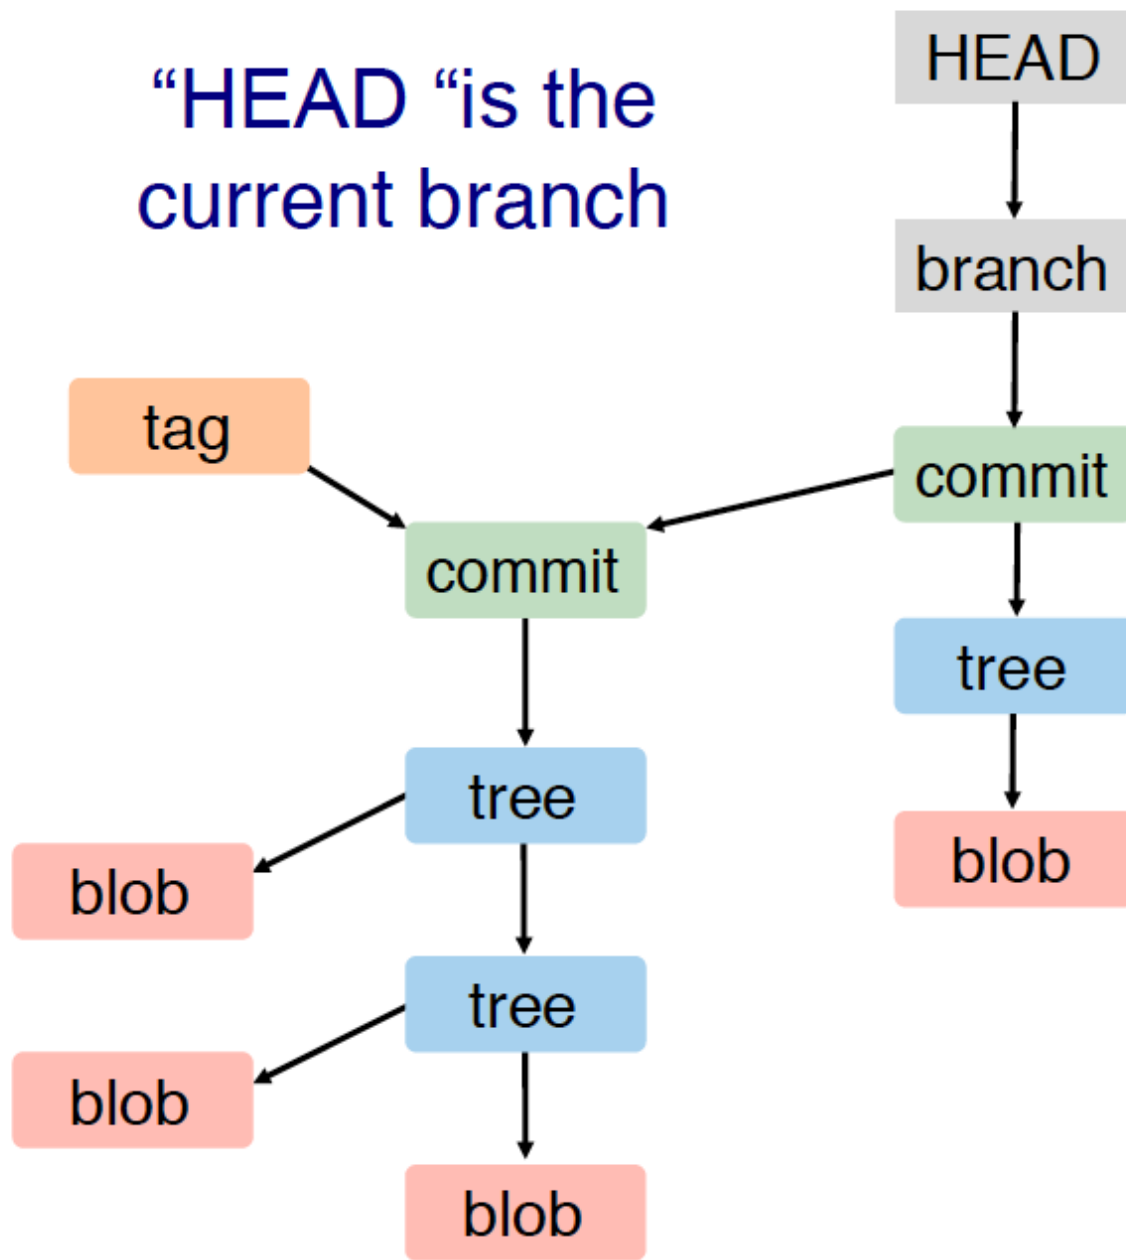 “HEAD “is the
current branch
HEAD
branch
tag
commit
commit
tree
tree
blob
blob
tree
blob
blob